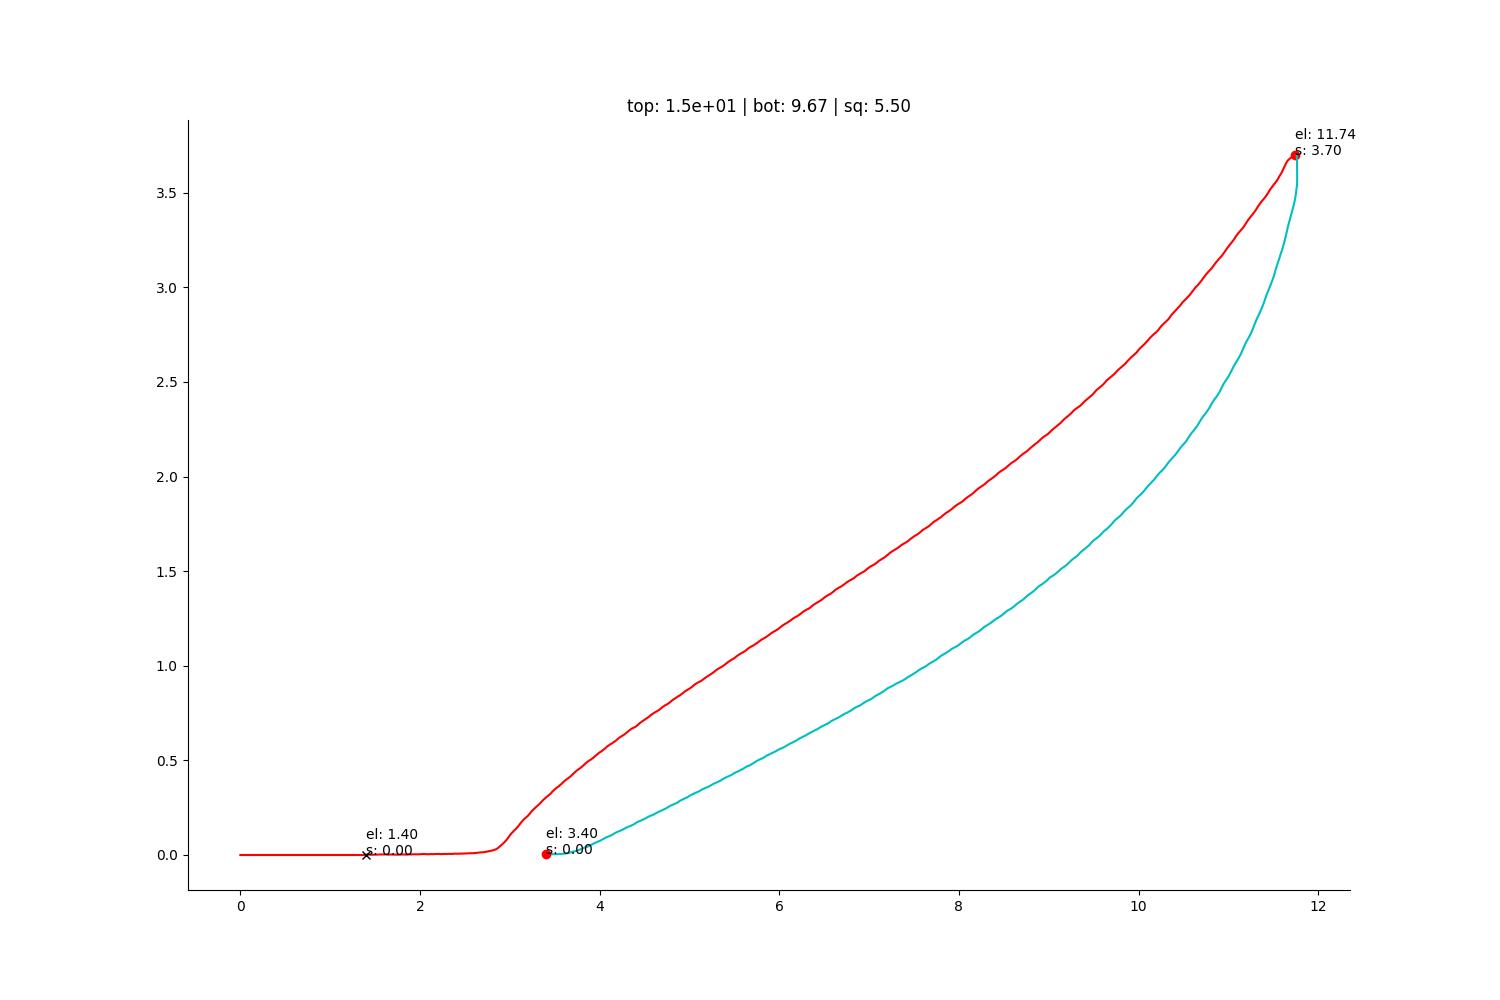 top: 1.5e+01 | bot: 9.67 | sq: 5.50
el: 11.74
s: 3.70
3.5
3.0
2.5
2.0
1.5
1.0
0.5
0.0
el: 1.40
s: 0.00
el: 3.40
s: 0.00
0 2 4 6 8 10 12